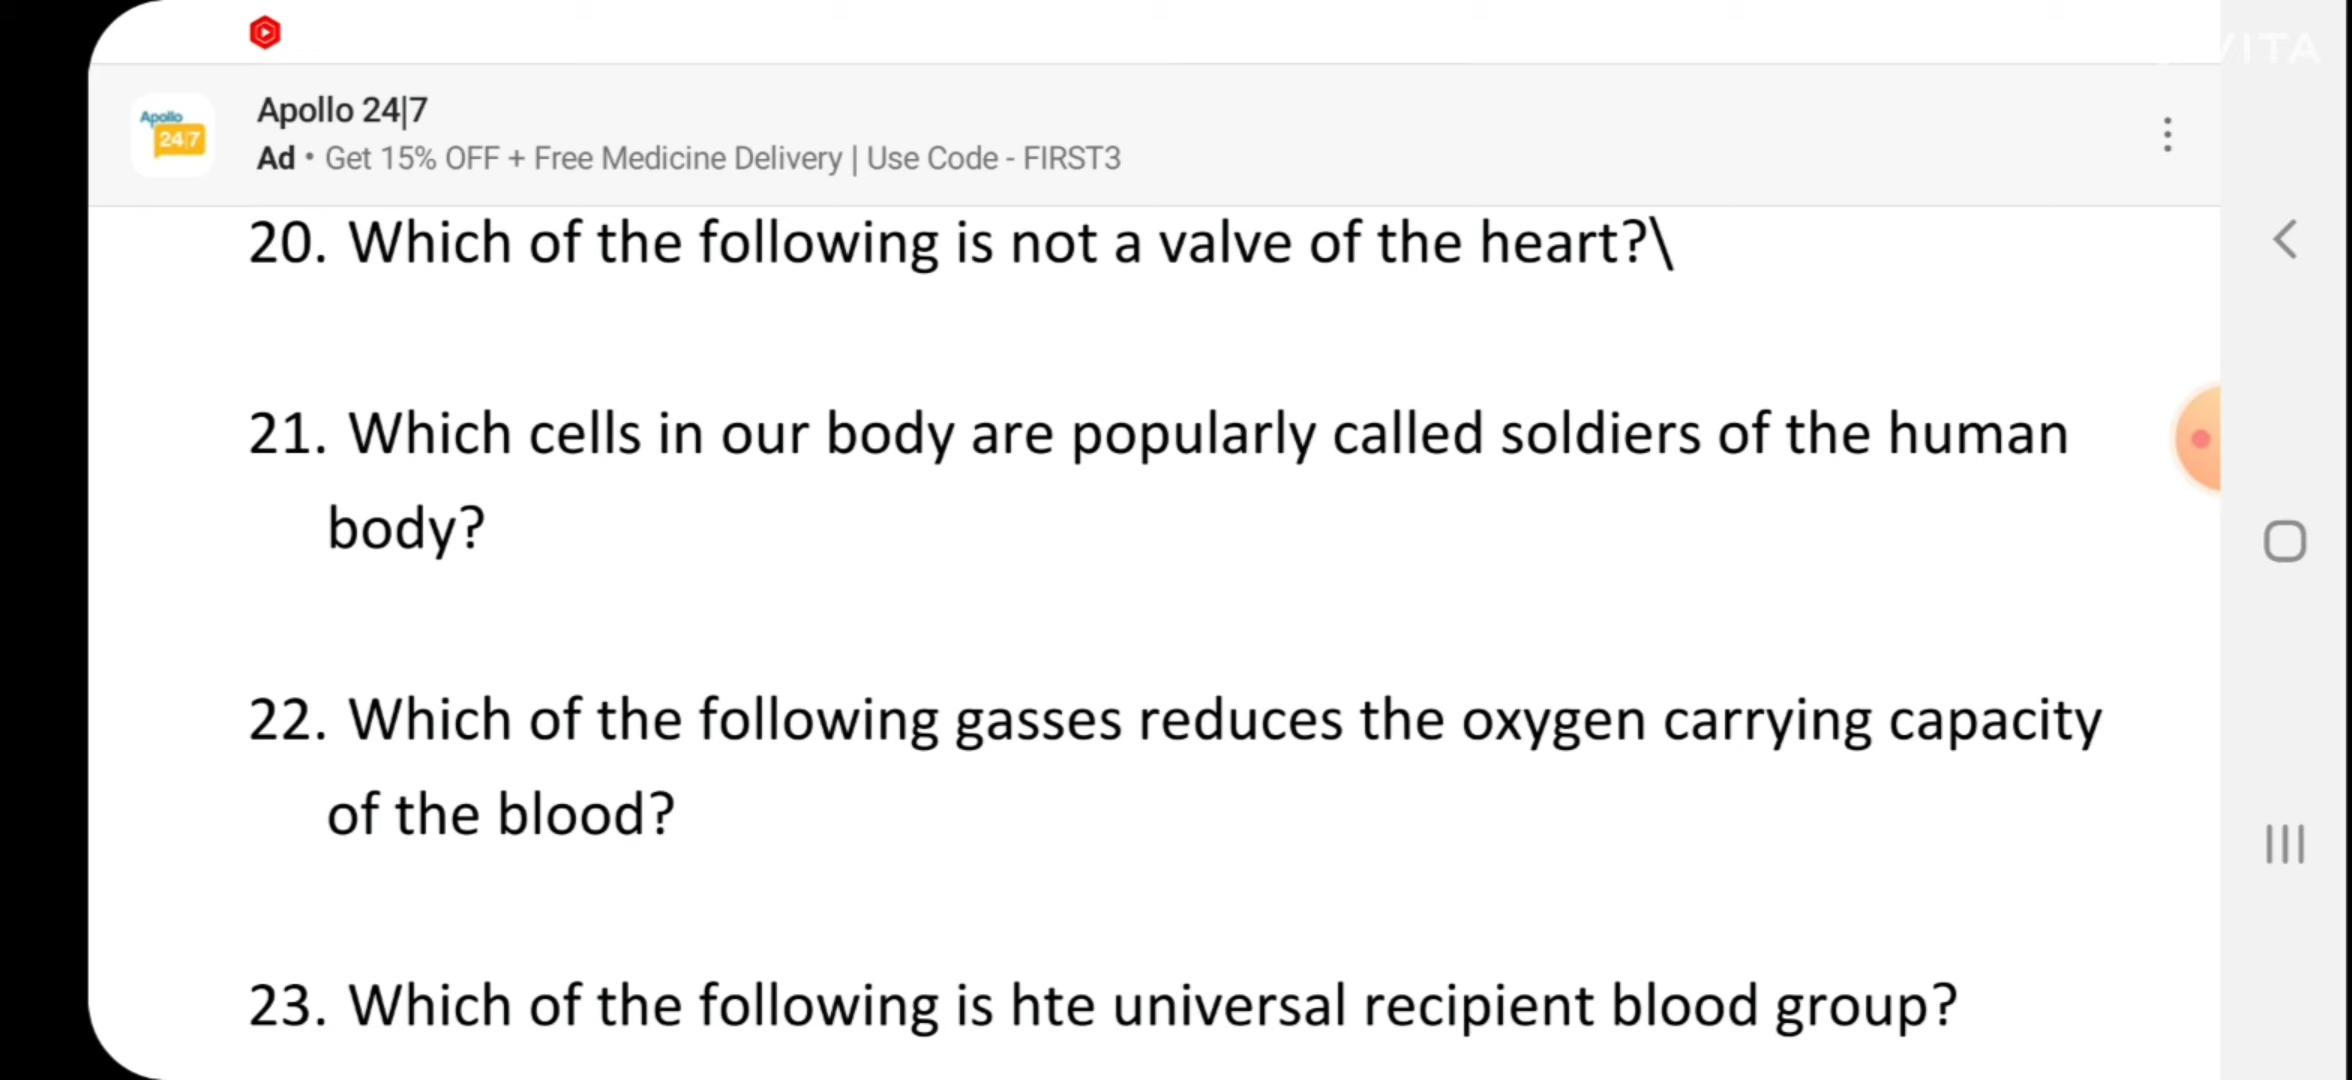 VITA
Apollo
24|7
Apollo 24|7
Ad • Get 15% OFF + Free Medicine Delivery | Use Code - FIRST3
20. Which of the following is not a valve of the heart?\
21. Which cells in our body are popularly called soldiers of the human
body?
22. Which of the following gasses reduces the oxygen carrying capacity
of the blood?
23. Which of the following is hte universal recipient blood group?